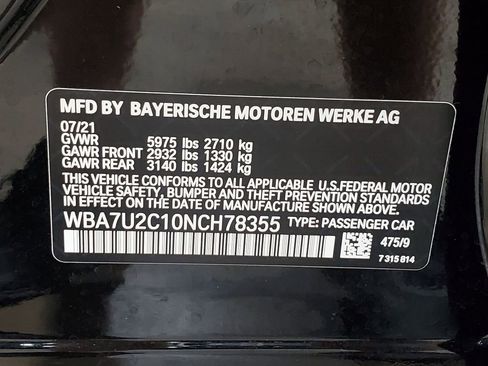 MFD BY BAYERISCHE MOTOREN WERKE AG
07/21
GVWR 5975 lbs 2710 kg
GAWR FRONT 2932 lbs 1330 kg
GAWR REAR 3140 lbs 1424 kg
THIS VEHICLE CONFORMS TO ALL APPLICABLE U.S.FEDERAL MOTOR
VEHICLE SAFETY, BUMPER, AND THEFT PREVENTION STANDARDS
IN EFFECT ON THE DATE OF MANUFACTURE SHOWN ABOVE.
WBA7U2C10NCH78355 TYPE: PASSENGER CAR
475/9
7 315 814